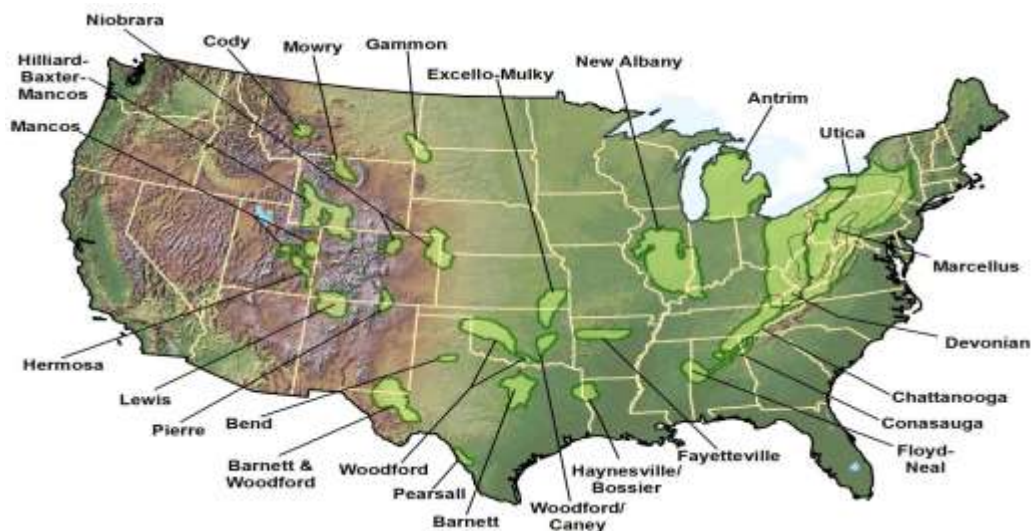 Niobrara
Cody
Mowry
Gammon
Hilliard-
Baxter-
Mancos
Excello-Mulky
New Albany
Antrim
Mancos
Utica
Marcellus
Devonian
Hermosa
Lewis
Chattanooga
Bend
Conasauga
Pierre
Floyd-
Neal
Fayetteville
Barnett &
Woodford
Woodford
Haynesville/
Bossier
Pearsall
Woodford/
Caney
Barnett